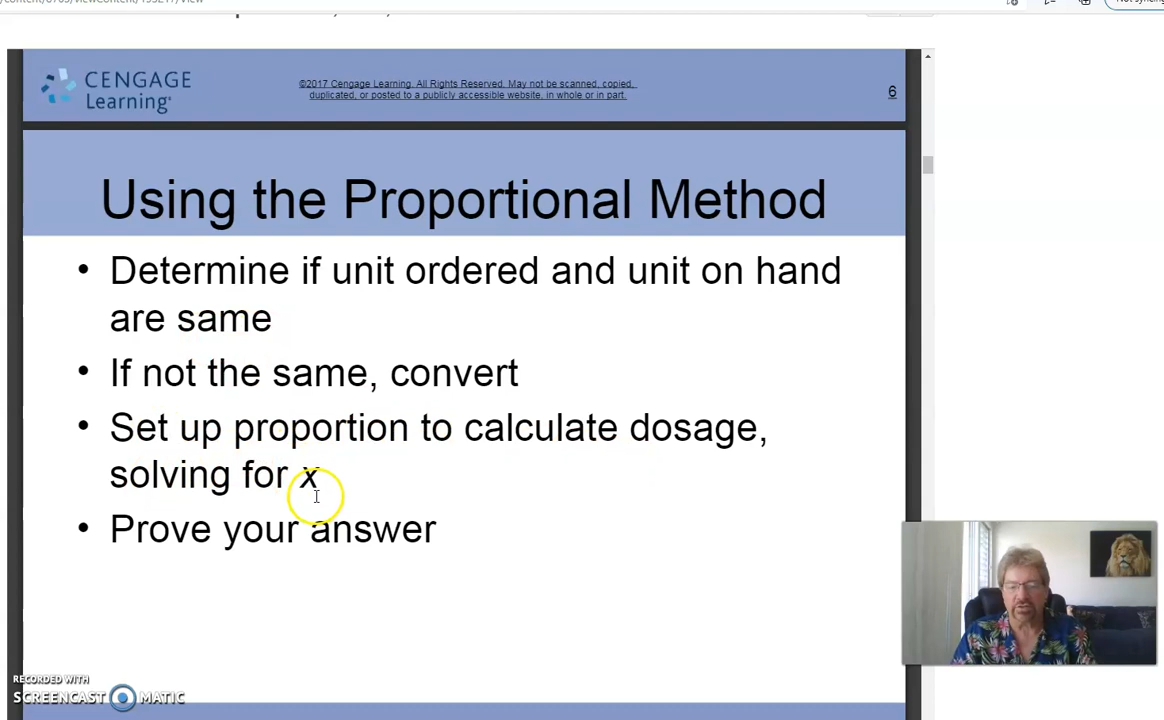 CENGAGE
Learning
©2017 Cengage Learning. All Rights Reserved. May not be scanned, copied,
duplicated, or posted to a publicly accessible website, in whole or in part.
6
Using the Proportional Method
• Determine if unit ordered and unit on hand
are same
• If not the same, convert
• Set up proportion to calculate dosage,
solving for x
• Prove your answer
RECORDED WITH
SCREENCAST MATIC